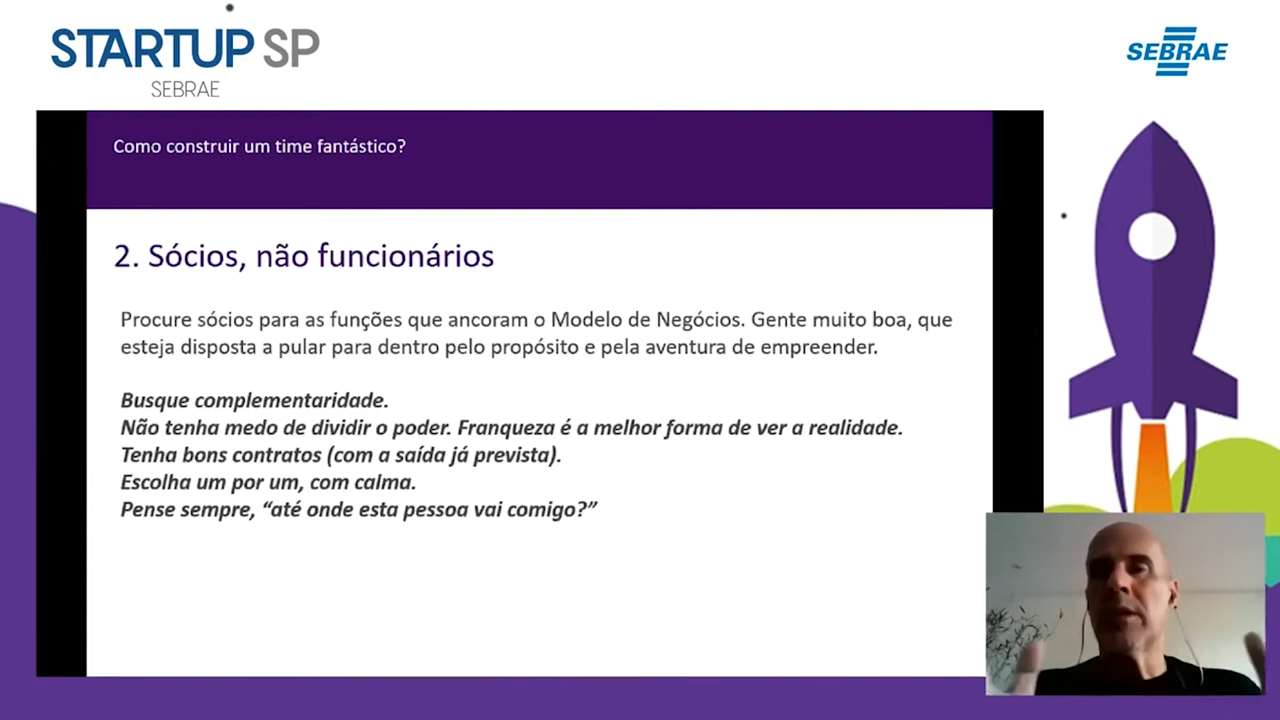 STARTUP SP
SEBRAE
SEBRAE
Como construir um time fantástico?
2. Sócios, não funcionários
Procure sócios para as funções que ancoram o Modelo de Negócios. Gente muito boa, que
esteja disposta a pular para dentro pelo propósito e pela aventura de empreender.
Busque complementaridade.
Não tenha medo de dividir o poder. Franqueza é a melhor forma de ver a realidade.
Tenha bons contratos (com a saída já prevista).
Escolha um por um, com calma.
Pense sempre, “até onde esta pessoa vai comigo?”